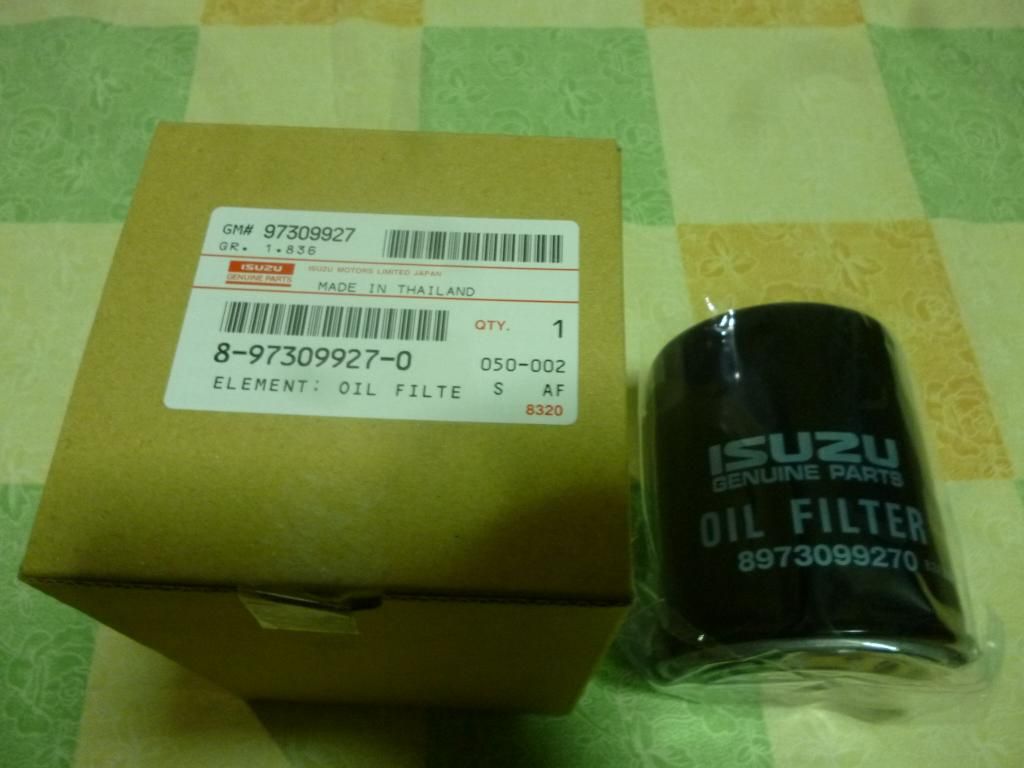 GM# 97309927
GR. 1.836
ISUZU
GENUINE PARTS
ISUZU MOTORS LIMITED JAPAN
MADE IN THAILAND
QTY. 1
8-97309927-0
050-002
ELEMENT: OIL FILTE S AF
8320
ISUZU
GENUINE PARTS
OIL FILTER
8973099270